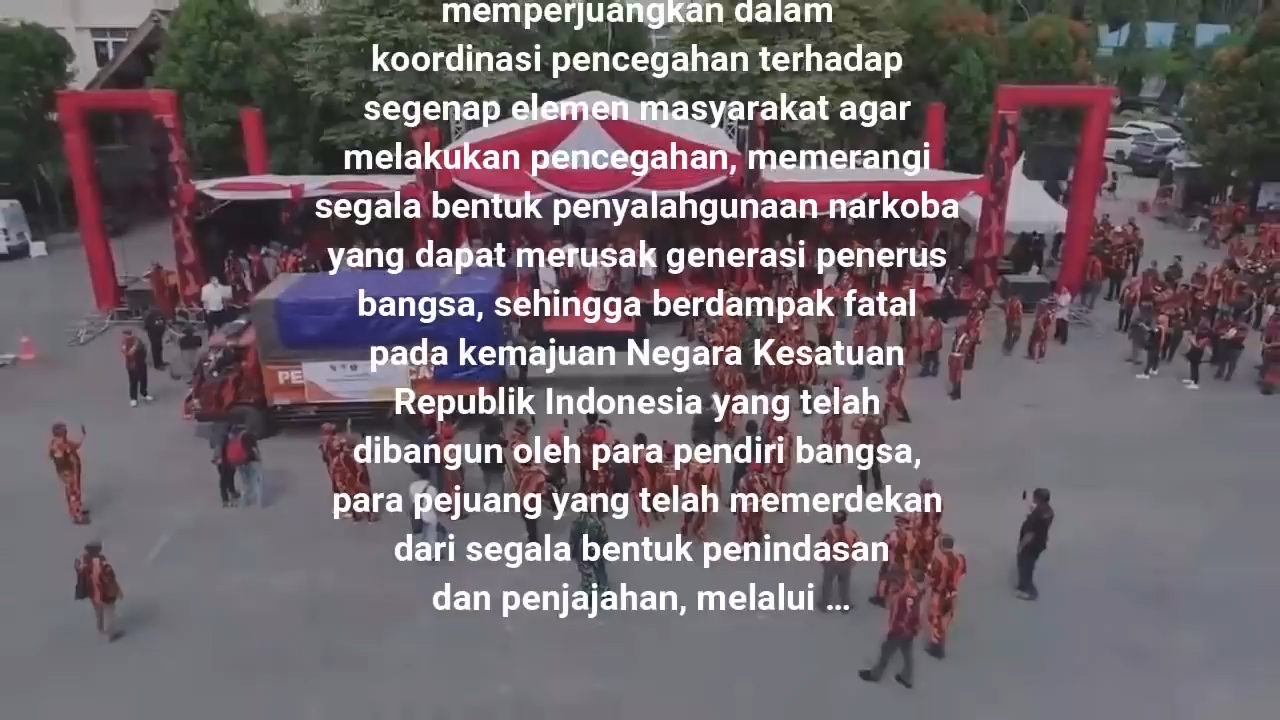 memperjuangkan dalam
koordinasi pencegahan terhadap
segenap elemen masyarakat agar
melakukan pencegahan, memerangi
segala bentuk penyalahgunaan narkoba
yang dapat merusak generasi penerus
bangsa, sehingga berdampak fatal
pada kemajuan Negara Kesatuan
Republik Indonesia yang telah
dibangun oleh para pendiri bangsa,
para pejuang yang telah memerdekan
dari segala bentuk penindasan
dan penjajahan, melalui ...